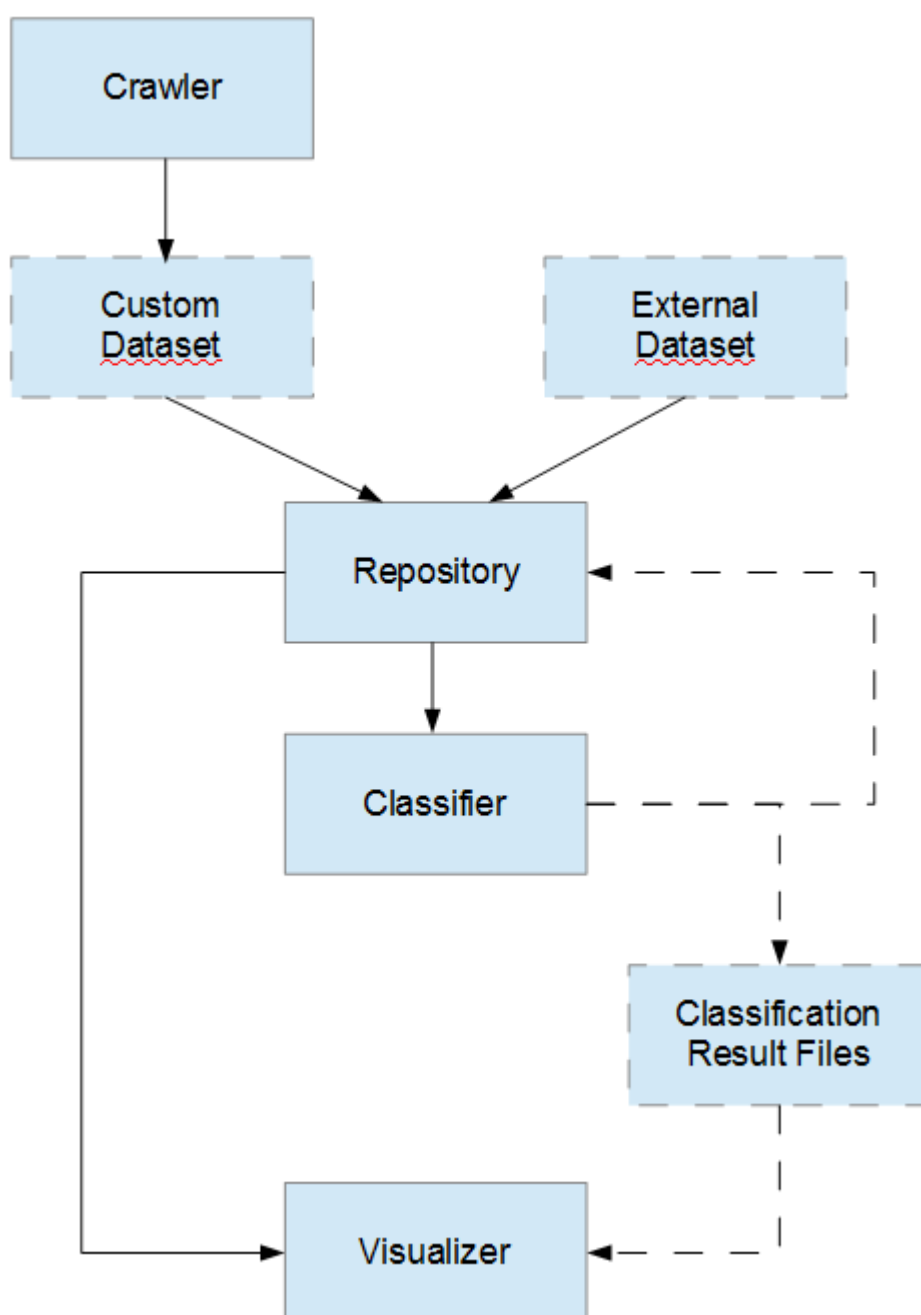 Crawler
Custom
Dataset
External
Dataset
Repository
Classifier
Classification
Result Files
Visualizer